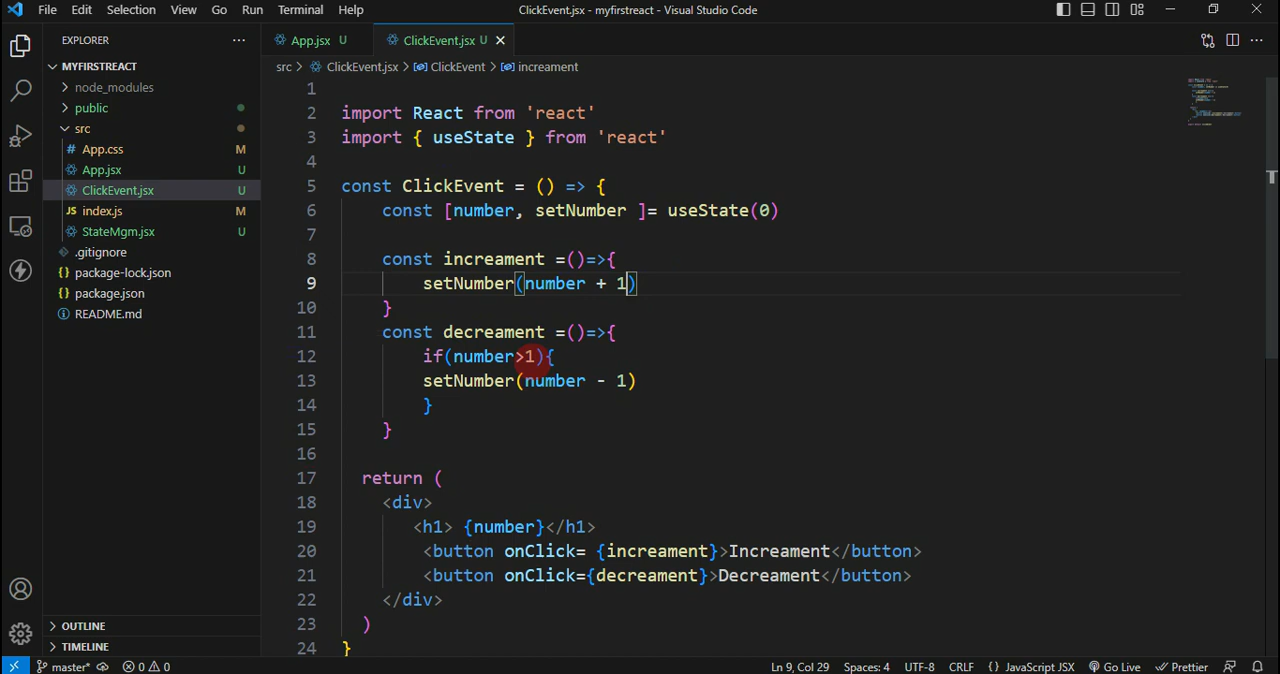 File Edit Selection View Go Run Terminal Help
ClickEvent.jsx - myfirstreact - Visual Studio Code
EXPLORER
MYFIRSTREACT
node_modules
public
src
App.css M
App.jsx U
ClickEvent.jsx U
index.js M
StateMgm.jsx U
.gitignore
package-lock.json
package.json
README.md
OUTLINE
TIMELINE
App.jsx U
ClickEvent.jsx U
src > ClickEvent.jsx > ClickEvent > increament
1
2 import React from 'react'
3 import { useState } from 'react'
4
5 const ClickEvent = () => {
6 const [number, setNumber ]= useState(0)
7
8 const increament =()=>{
9 setNumber(number + 1)
10 }
11 const decreament =()=>{
12 if(number>1){
13 setNumber(number - 1)
14 }
15 }
16
17 return (
18 <div>
19 <h1> {number}</h1>
20 <button onClick= {increament}>Increament</button>
21 <button onClick={decreament}>Decreament</button>
22 </div>
23 )
24 }
master* 0 0
Ln 9, Col 29 Spaces: 4 UTF-8 CRLF {} JavaScript JSX Go Live Prettier